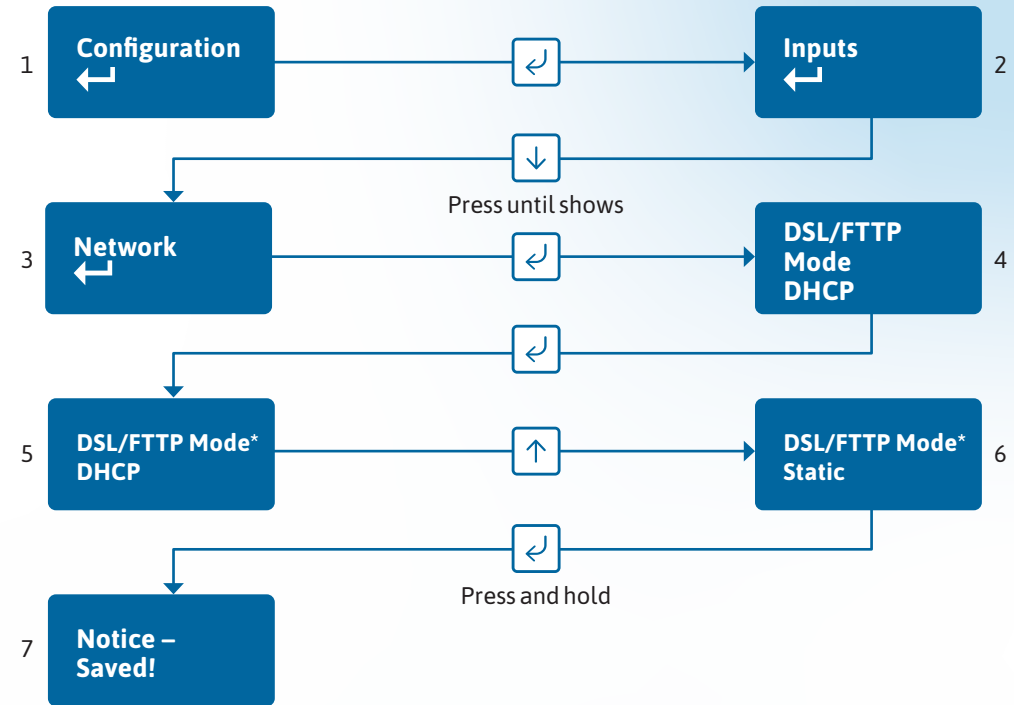 1
Configuration
Inputs
2
Press until shows
3
Network
DSL/FTTP
Mode
DHCP
4
5
DSL/FTTP Mode*
DHCP
DSL/FTTP Mode*
Static
6
Press and hold
7
Notice –
Saved!